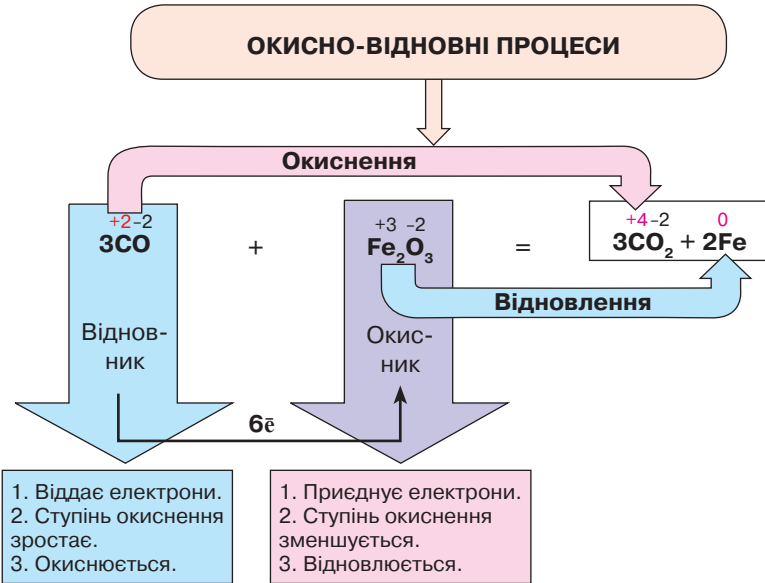 ОКИСНО-ВІДНОВНІ ПРОЦЕСИ
Окиснення
+2 –2
3CO
+
+3 –2
Fe₂O₃
=
+4 –2 0
3CO₂ + 2Fe
Відновлення
Віднов-
ник
Окис-
ник
6ē
1. Віддає електрони.
2. Ступінь окиснення
зростає.
3. Окиснюється.
1. Приєднує електрони.
2. Ступінь окиснення
зменшується.
3. Відновлюється.